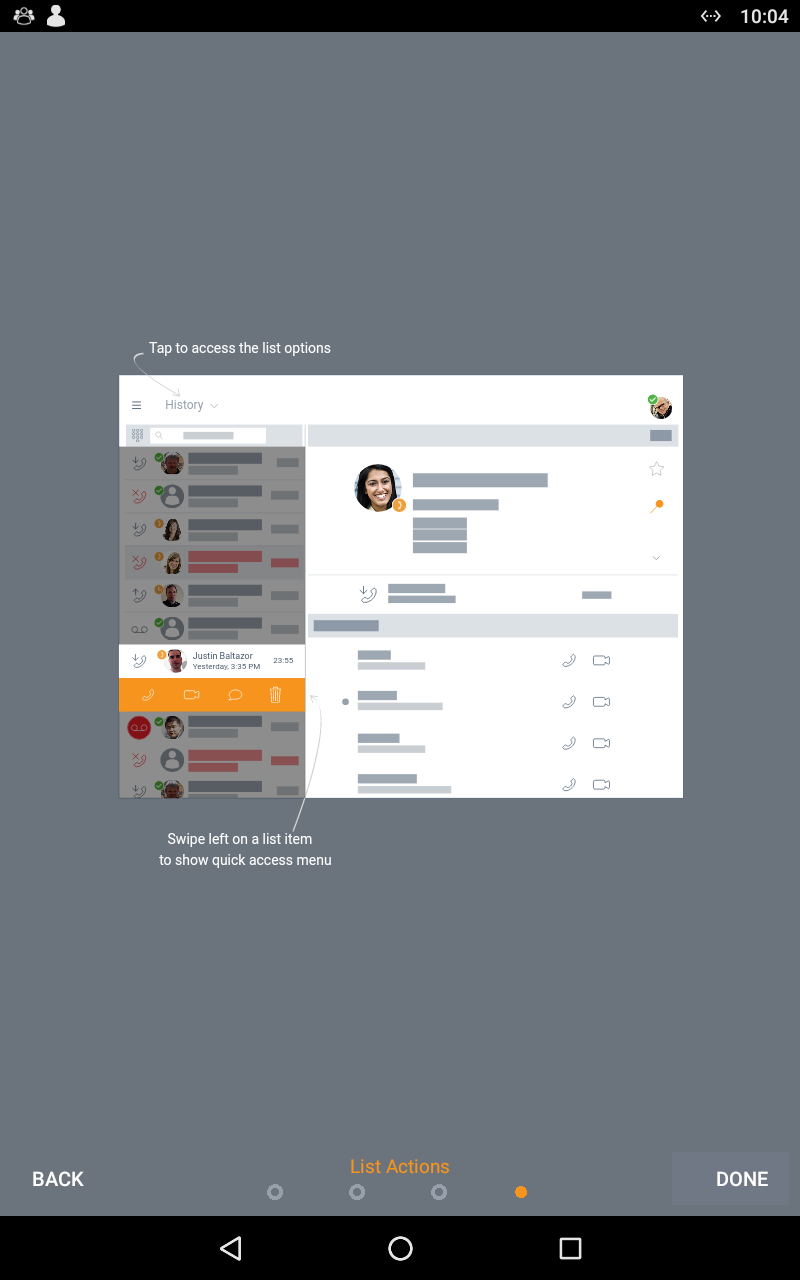 10:04
Tap to access the list options
History
Justin Baltazor
Yesterday, 3:35 PM
23:55
Swipe left on a list item
to show quick access menu
List Actions
BACK
DONE